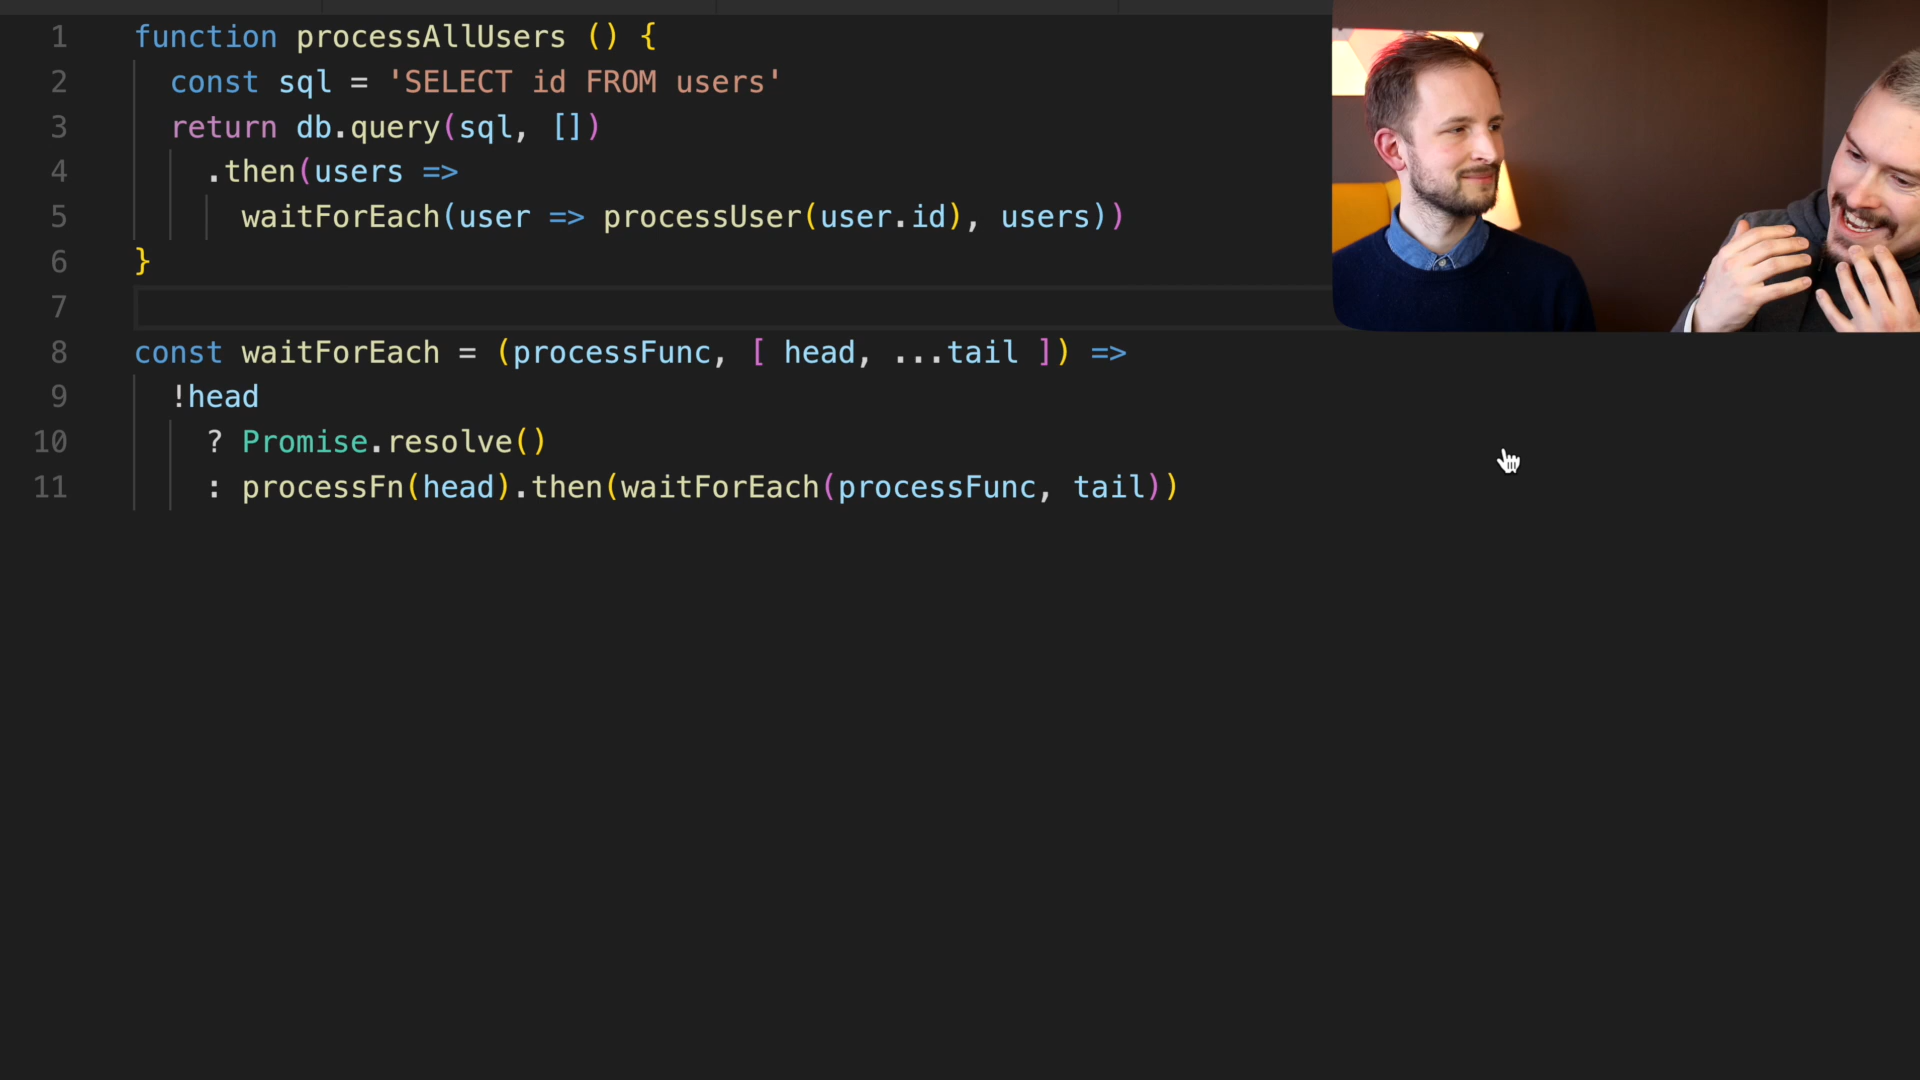 1 function processAllUsers () {
2 const sql = 'SELECT id FROM users'
3 return db.query(sql, [])
4 .then(users =>
5 waitForEach(user => processUser(user.id), users))
6 }
7
8 const waitForEach = (processFunc, [ head, ...tail ]) =>
9 !head
10 ? Promise.resolve()
11 : processFn(head).then(waitForEach(processFunc, tail))